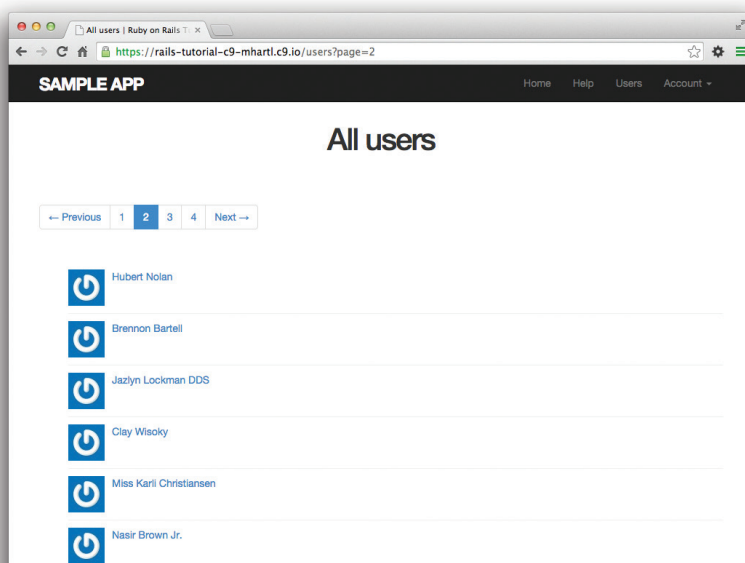 All users | Ruby on Rails Tu
https://rails-tutorial-c9-mhartl.c9.io/users?page=2
SAMPLE APP Home Help Users Account
All users
← Previous 1 2 3 4 Next →
Hubert Nolan
Brennon Bartell
Jazlyn Lockman DDS
Clay Wisoky
Miss Karli Christiansen
Nasir Brown Jr.